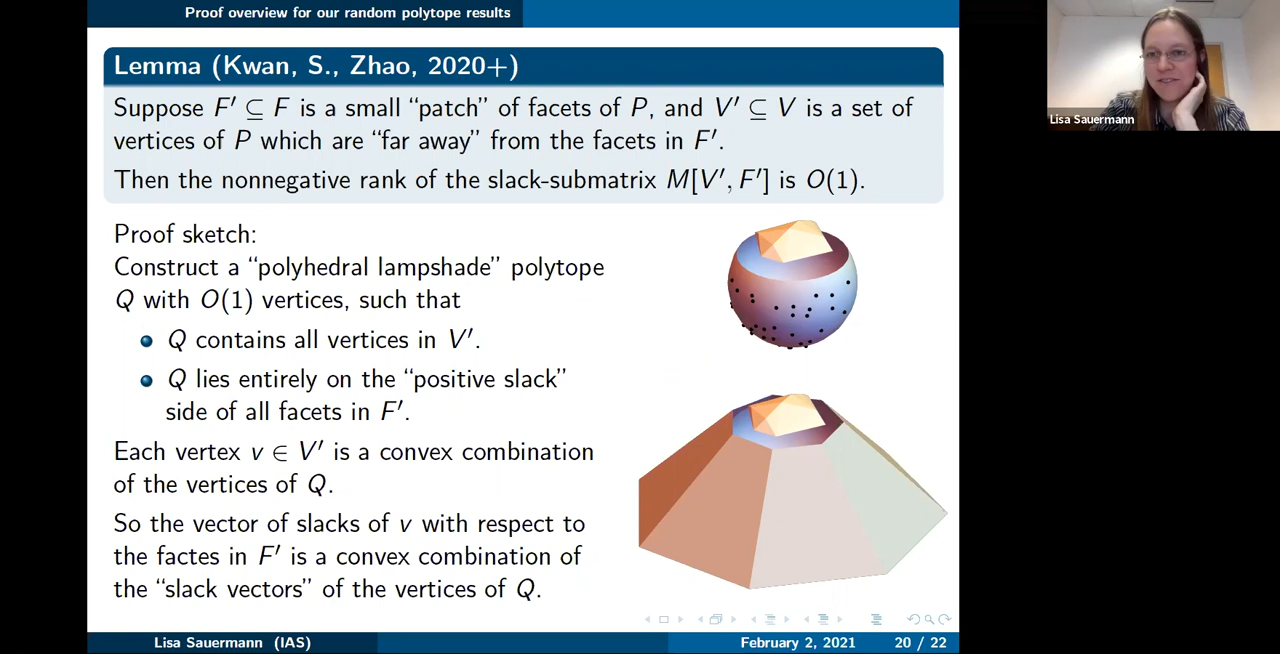 Proof overview for our random polytope results
Lemma (Kwan, S., Zhao, 2020+)
Suppose F′ ⊆ F is a small “patch” of facets of P, and V′ ⊆ V is a set of
vertices of P which are “far away” from the facets in F′.
Then the nonnegative rank of the slack-submatrix M[V′, F′] is O(1).
Proof sketch:
Construct a “polyhedral lampshade” polytope
Q with O(1) vertices, such that
Q contains all vertices in V′.
Q lies entirely on the “positive slack”
side of all facets in F′.
Each vertex v ∈ V′ is a convex combination
of the vertices of Q.
So the vector of slacks of v with respect to
the factes in F′ is a convex combination of
the “slack vectors” of the vertices of Q.
Lisa Sauermann (IAS)
February 2, 2021
20 / 22
Lisa Sauermann